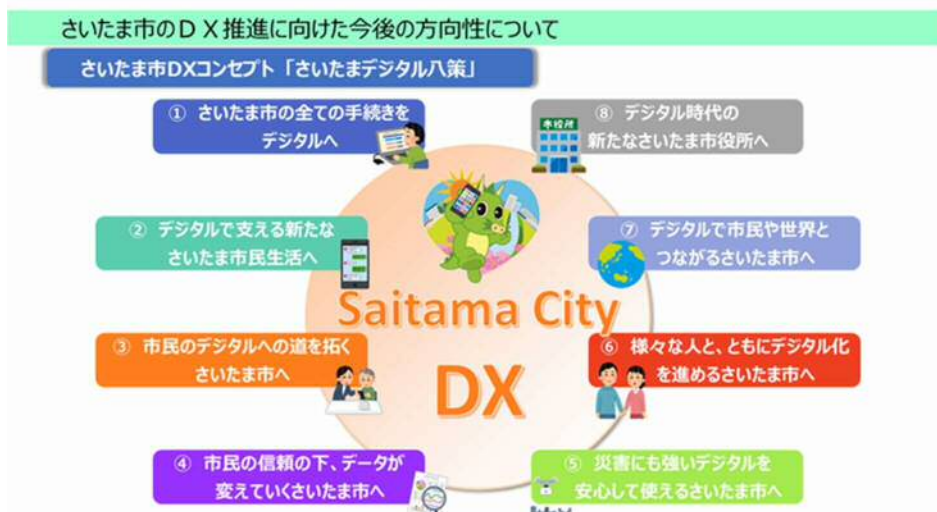 さいたま市のＤＸ推進に向けた今後の方向性について
さいたま市DXコンセプト「さいたまデジタル八策」
① さいたま市の全ての手続きを
デジタルへ
② デジタルで支える新たな
さいたま市民生活へ
③ 市民のデジタルへの道を拓く
さいたま市へ
④ 市民の信頼の下、データが
変えていくさいたま市へ
⑤ 災害にも強いデジタルを
安心して使えるさいたま市へ
⑥ 様々な人と、ともにデジタル化
を進めるさいたま市へ
⑦ デジタルで市民や世界と
つながるさいたま市へ
⑧ デジタル時代の
新たなさいたま市役所へ
市役所
Saitama City
DX